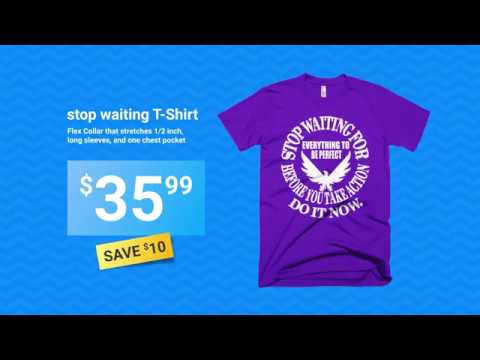 stop waiting T-Shirt
Flex Collar that stretches 1/2 inch,
long sleeves, and one chest pocket
$35.99
SAVE $10
STOP WAITING FOR
EVERYTHING TO
BE PERFECT
BEFORE YOU TAKE ACTION
DO IT NOW.